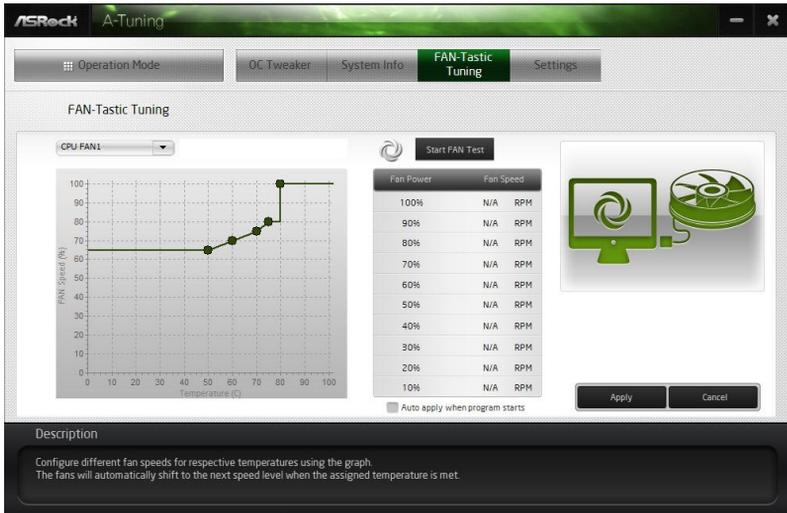 ASRock A-Tuning
Operation Mode
OC Tweaker
System Info
FAN-Tastic
Tuning
Settings
FAN-Tastic Tuning
CPU FAN1
Start FAN Test
FAN Speed (%)
100
90
80
70
60
50
40
30
20
10
0
0 10 20 30 40 50 60 70 80 90 100
Temperature (C)
Fan Power Fan Speed
100% N/A RPM
90% N/A RPM
80% N/A RPM
70% N/A RPM
60% N/A RPM
50% N/A RPM
40% N/A RPM
30% N/A RPM
20% N/A RPM
10% N/A RPM
Auto apply when program starts
Apply
Cancel
Description
Configure different fan speeds for respective temperatures using the graph.
The fans will automatically shift to the next speed level when the assigned temperature is met.